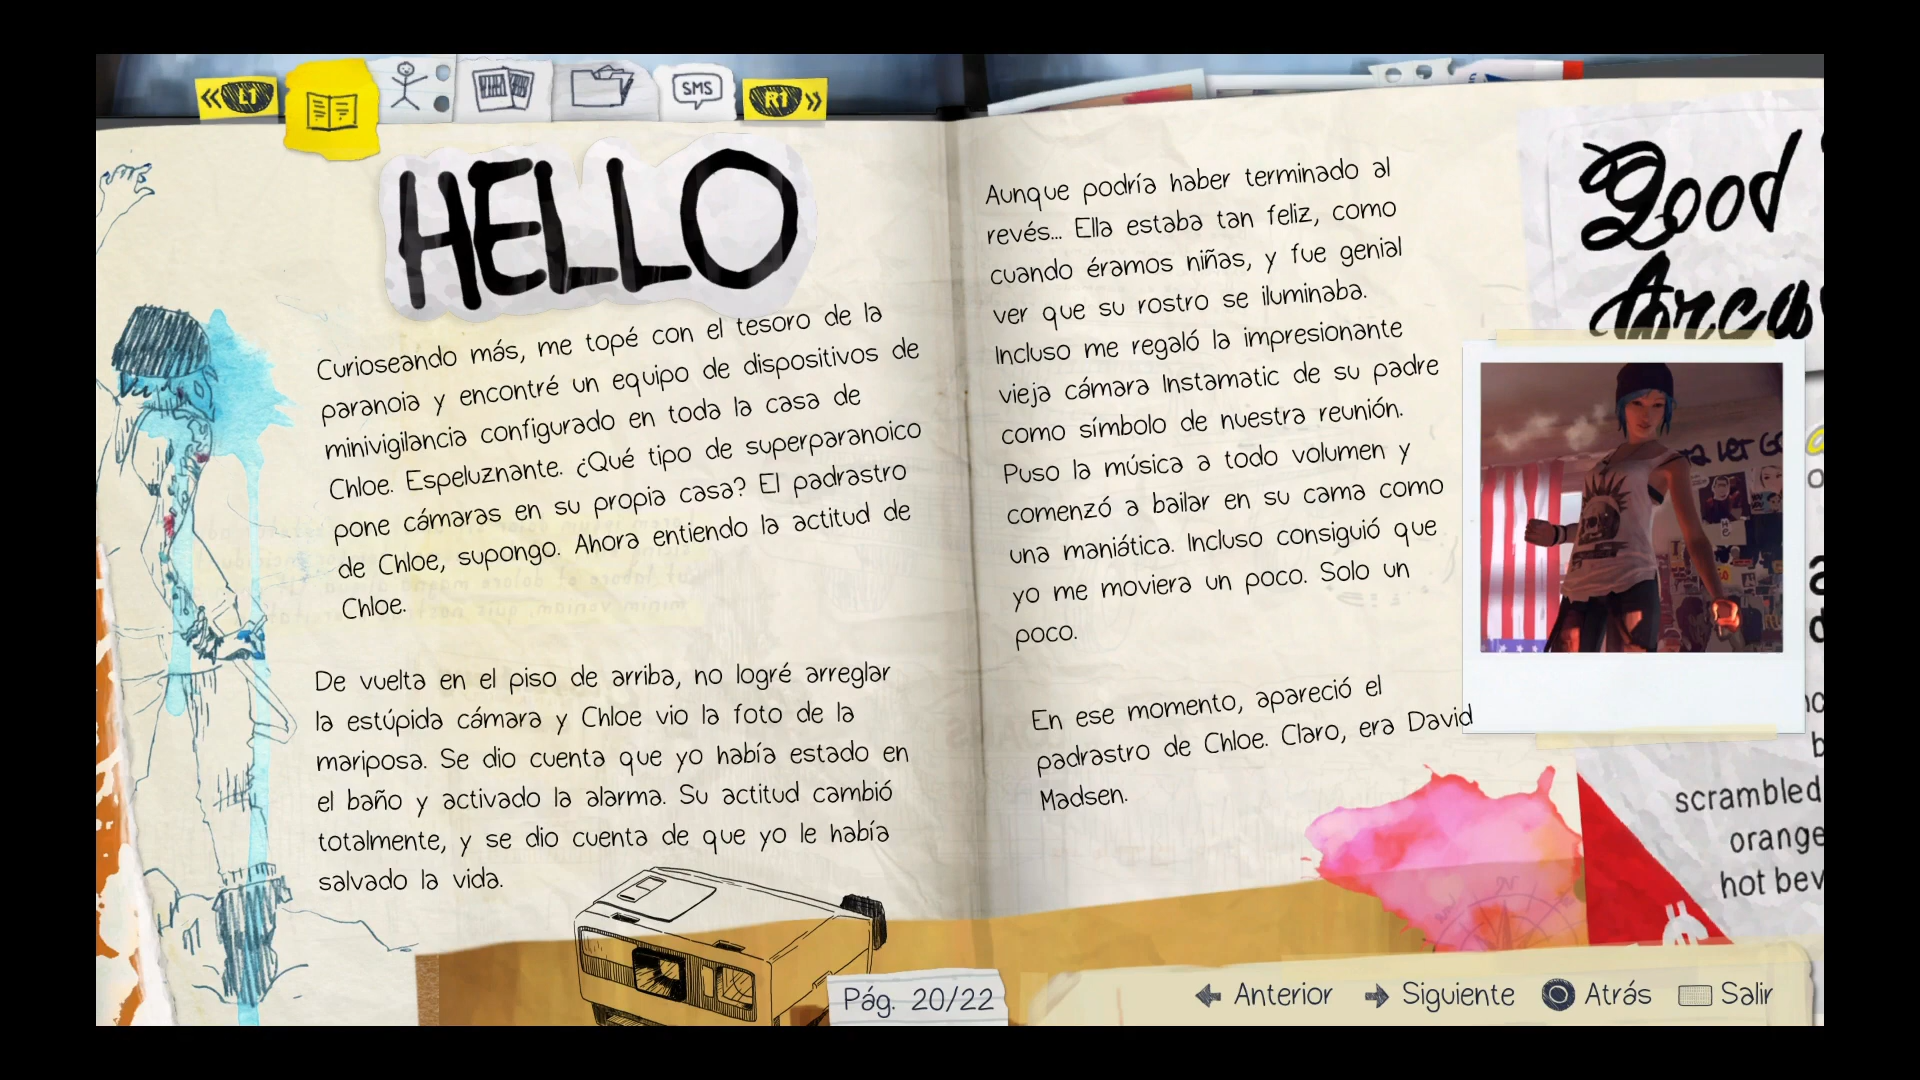 LT
SMS
R1
HELLO
Curioseando más, me topé con el tesoro de la
paranoia y encontré un equipo de dispositivos de
minivigilancia configurado en toda la casa de
Chloe. Espeluznante. ¿Qué tipo de superparanoico
pone cámaras en su propia casa? El padrastro
de Chloe, supongo. Ahora entiendo la actitud de
Chloe.
De vuelta en el piso de arriba, no logré arreglar
la estúpida cámara y Chloe vio la foto de la
mariposa. Se dio cuenta que yo había estado en
el baño y activado la alarma. Su actitud cambió
totalmente, y se dio cuenta de que yo le había
salvado la vida.
Aunque podría haber terminado al
revés... Ella estaba tan feliz, como
cuando éramos niñas, y fue genial
ver que su rostro se iluminaba.
Incluso me regaló la impresionante
vieja cámara Instamatic de su padre
como símbolo de nuestra reunión.
Puso la música a todo volumen y
comenzó a bailar en su cama como
una maniática. Incluso consiguió que
yo me moviera un poco. Solo un
poco.
En ese momento, apareció el
padrastro de Chloe. Claro, era David
Madsen.
Good
Arca
scrambled
orange
hot bev
Pág. 20/22
Anterior
Siguiente
Atrás
Salir